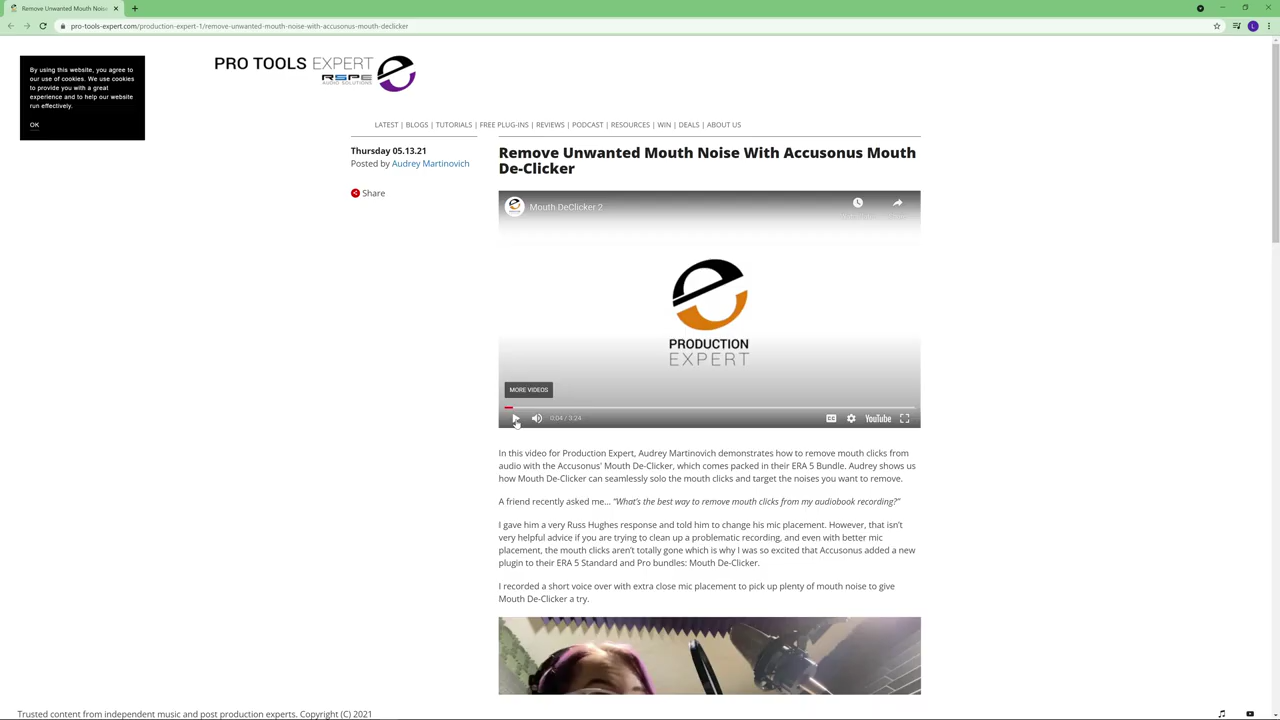 Remove Unwanted Mouth Noise
pro-tools-expert.com/production-expert-1/remove-unwanted-mouth-noise-with-accusonus-mouth-declicker
L
By using this website, you agree to
our use of cookies. We use cookies
to provide you with a great
experience and to help our website
run effectively.
OK
PRO TOOLS EXPERT
RSPE
AUDIO SOLUTIONS
LATEST | BLOGS | TUTORIALS | FREE PLUG-INS | REVIEWS | PODCAST | RESOURCES | WIN | DEALS | ABOUT US
Thursday 05.13.21
Posted by Audrey Martinovich
Share
Remove Unwanted Mouth Noise With Accusonus Mouth
De-Clicker
Mouth DeClicker 2
PRODUCTION
EXPERT
MORE VIDEOS
0:04 / 3:24
CC
YouTube
In this video for Production Expert, Audrey Martinovich demonstrates how to remove mouth clicks from
audio with the Accusonus' Mouth De-Clicker, which comes packed in their ERA 5 Bundle. Audrey shows us
how Mouth De-Clicker can seamlessly solo the mouth clicks and target the noises you want to remove.
A friend recently asked me... "What's the best way to remove mouth clicks from my audiobook recording?"
I gave him a very Russ Hughes response and told him to change his mic placement. However, that isn't
very helpful advice if you are trying to clean up a problematic recording, and even with better mic
placement, the mouth clicks aren't totally gone which is why I was so excited that Accusonus added a new
plugin to their ERA 5 Standard and Pro bundles: Mouth De-Clicker.
I recorded a short voice over with extra close mic placement to pick up plenty of mouth noise to give
Mouth De-Clicker a try.
Trusted content from independent music and post production experts. Copyright (C) 2021